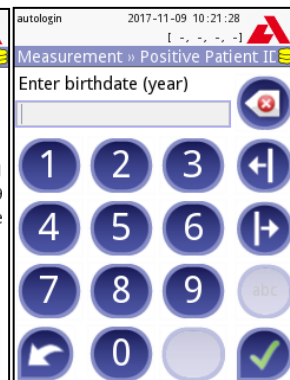 autologin 2017-11-09 10:21:28
[ -, -, -, -]
Measurement » Positive Patient ID
Enter birthdate (year)
1 2 3
4 5 6
7 8 9 abc
0